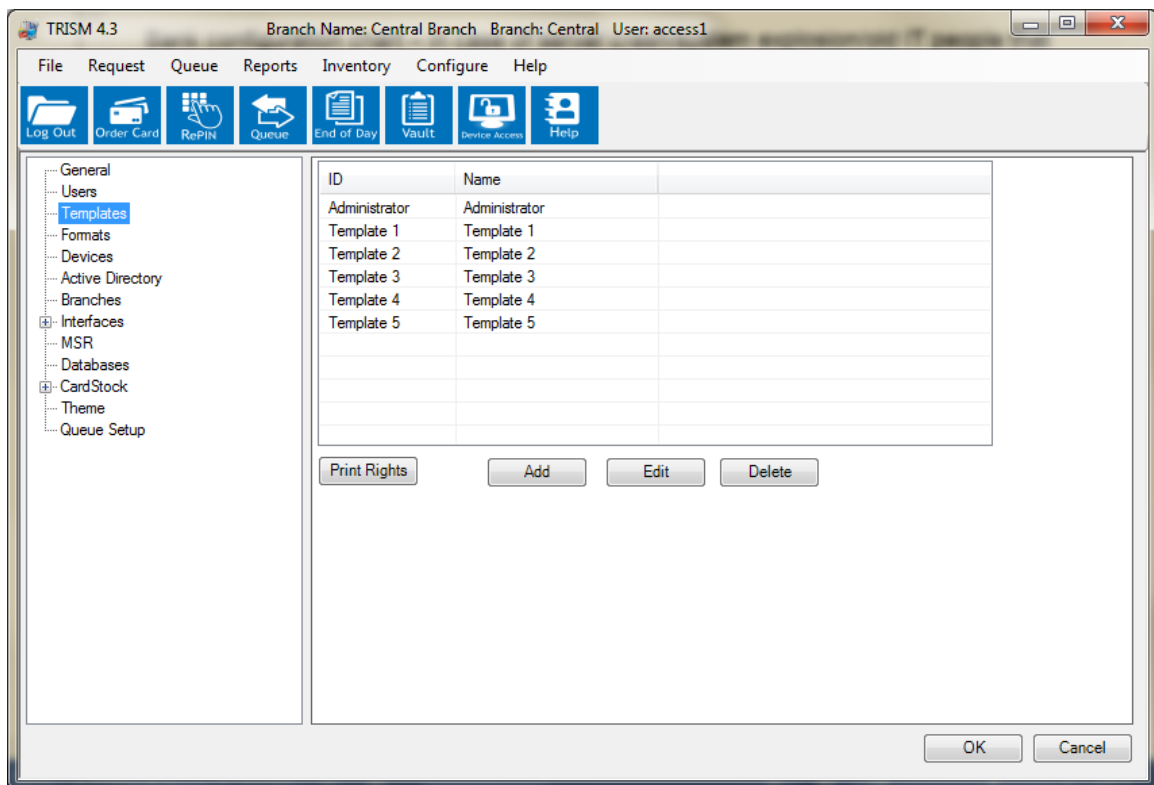 TRISM 4.3 Branch Name: Central Branch Branch: Central User: access1
File Request Queue Reports Inventory Configure Help
Log Out Order Card RePIN Queue End of Day Vault Device Access Help
General
Users
Templates
Formats
Devices
Active Directory
Branches
Interfaces
MSR
Databases
CardStock
Theme
Queue Setup
ID Name
Administrator Administrator
Template 1 Template 1
Template 2 Template 2
Template 3 Template 3
Template 4 Template 4
Template 5 Template 5
Print Rights Add Edit Delete
OK Cancel